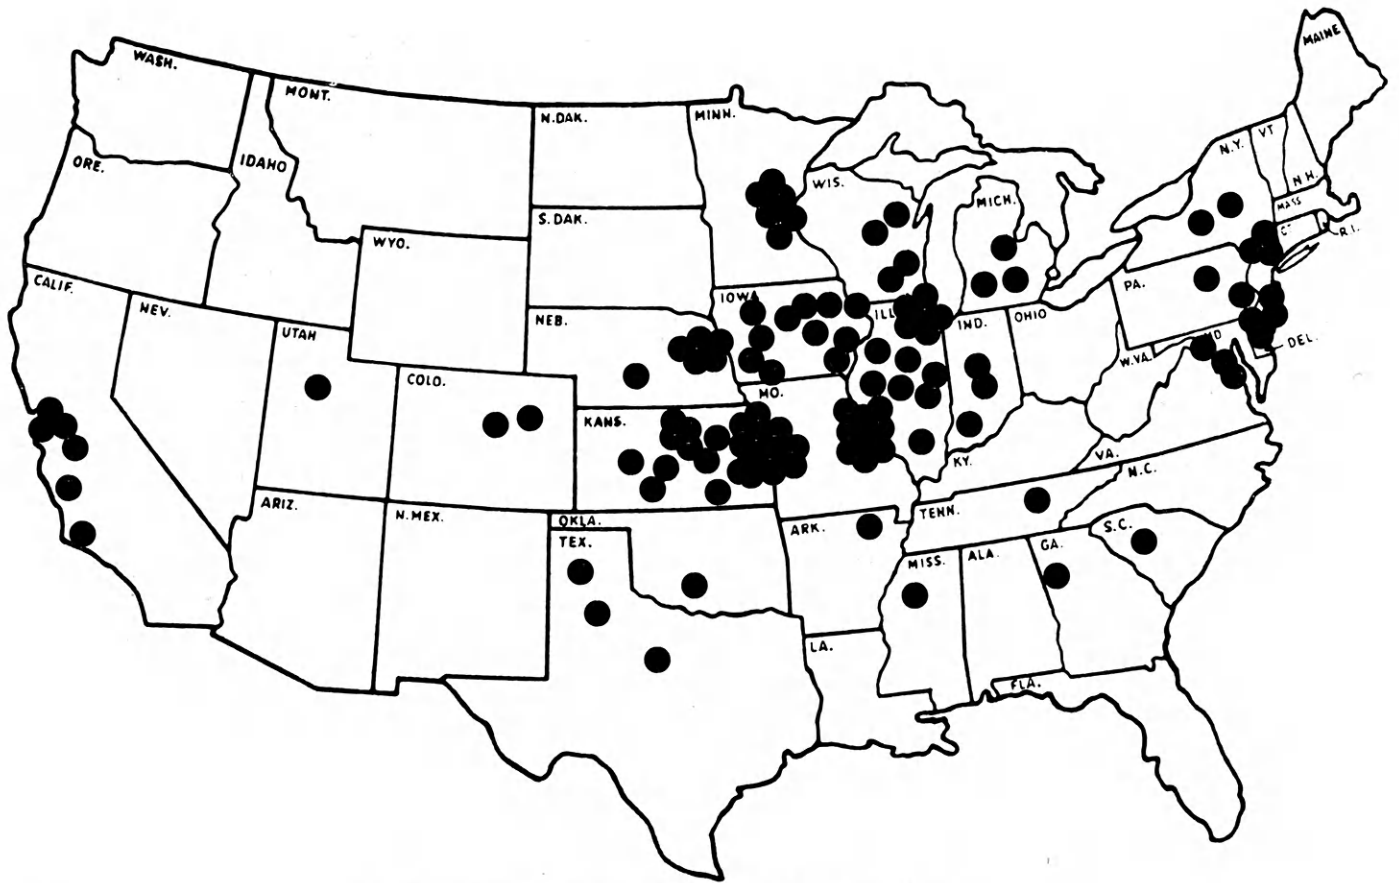 WASH.
MONT.
N.DAK.
MINN.
MAINE
ORE.
IDAHO
WIS.
N.Y.
VT
N.H.
S.DAK.
MICH.
MASS
WYO.
CT
R.I.
CALIF.
NEV.
IOWA
PA.
UTAH
NEB.
ILL
IND.
OHIO
MD
DEL.
W.VA.
COLO.
MO.
KANS.
KY.
VA.
N.C.
ARIZ.
N.MEX.
OKLA.
ARK.
TENN.
S.C.
TEX.
MISS.
ALA.
GA.
LA.
FLA.